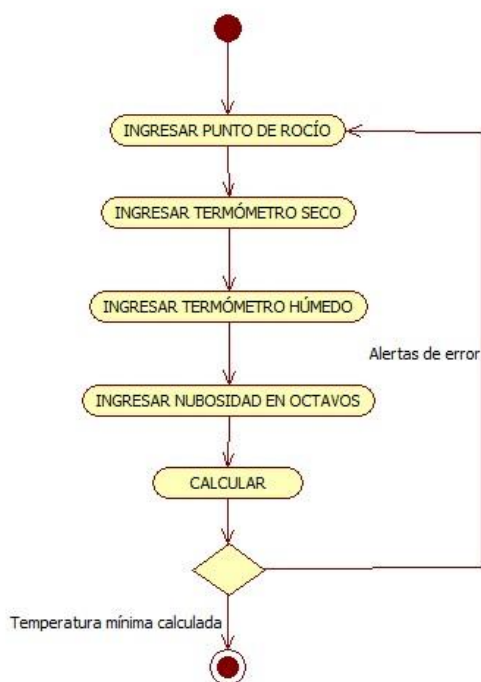 INGRESAR PUNTO DE ROCÍO
INGRESAR TERMÓMETRO SECO
INGRESAR TERMÓMETRO HÚMEDO
Alertas de error
INGRESAR NUBOSIDAD EN OCTAVOS
CALCULAR
Temperatura mínima calculada